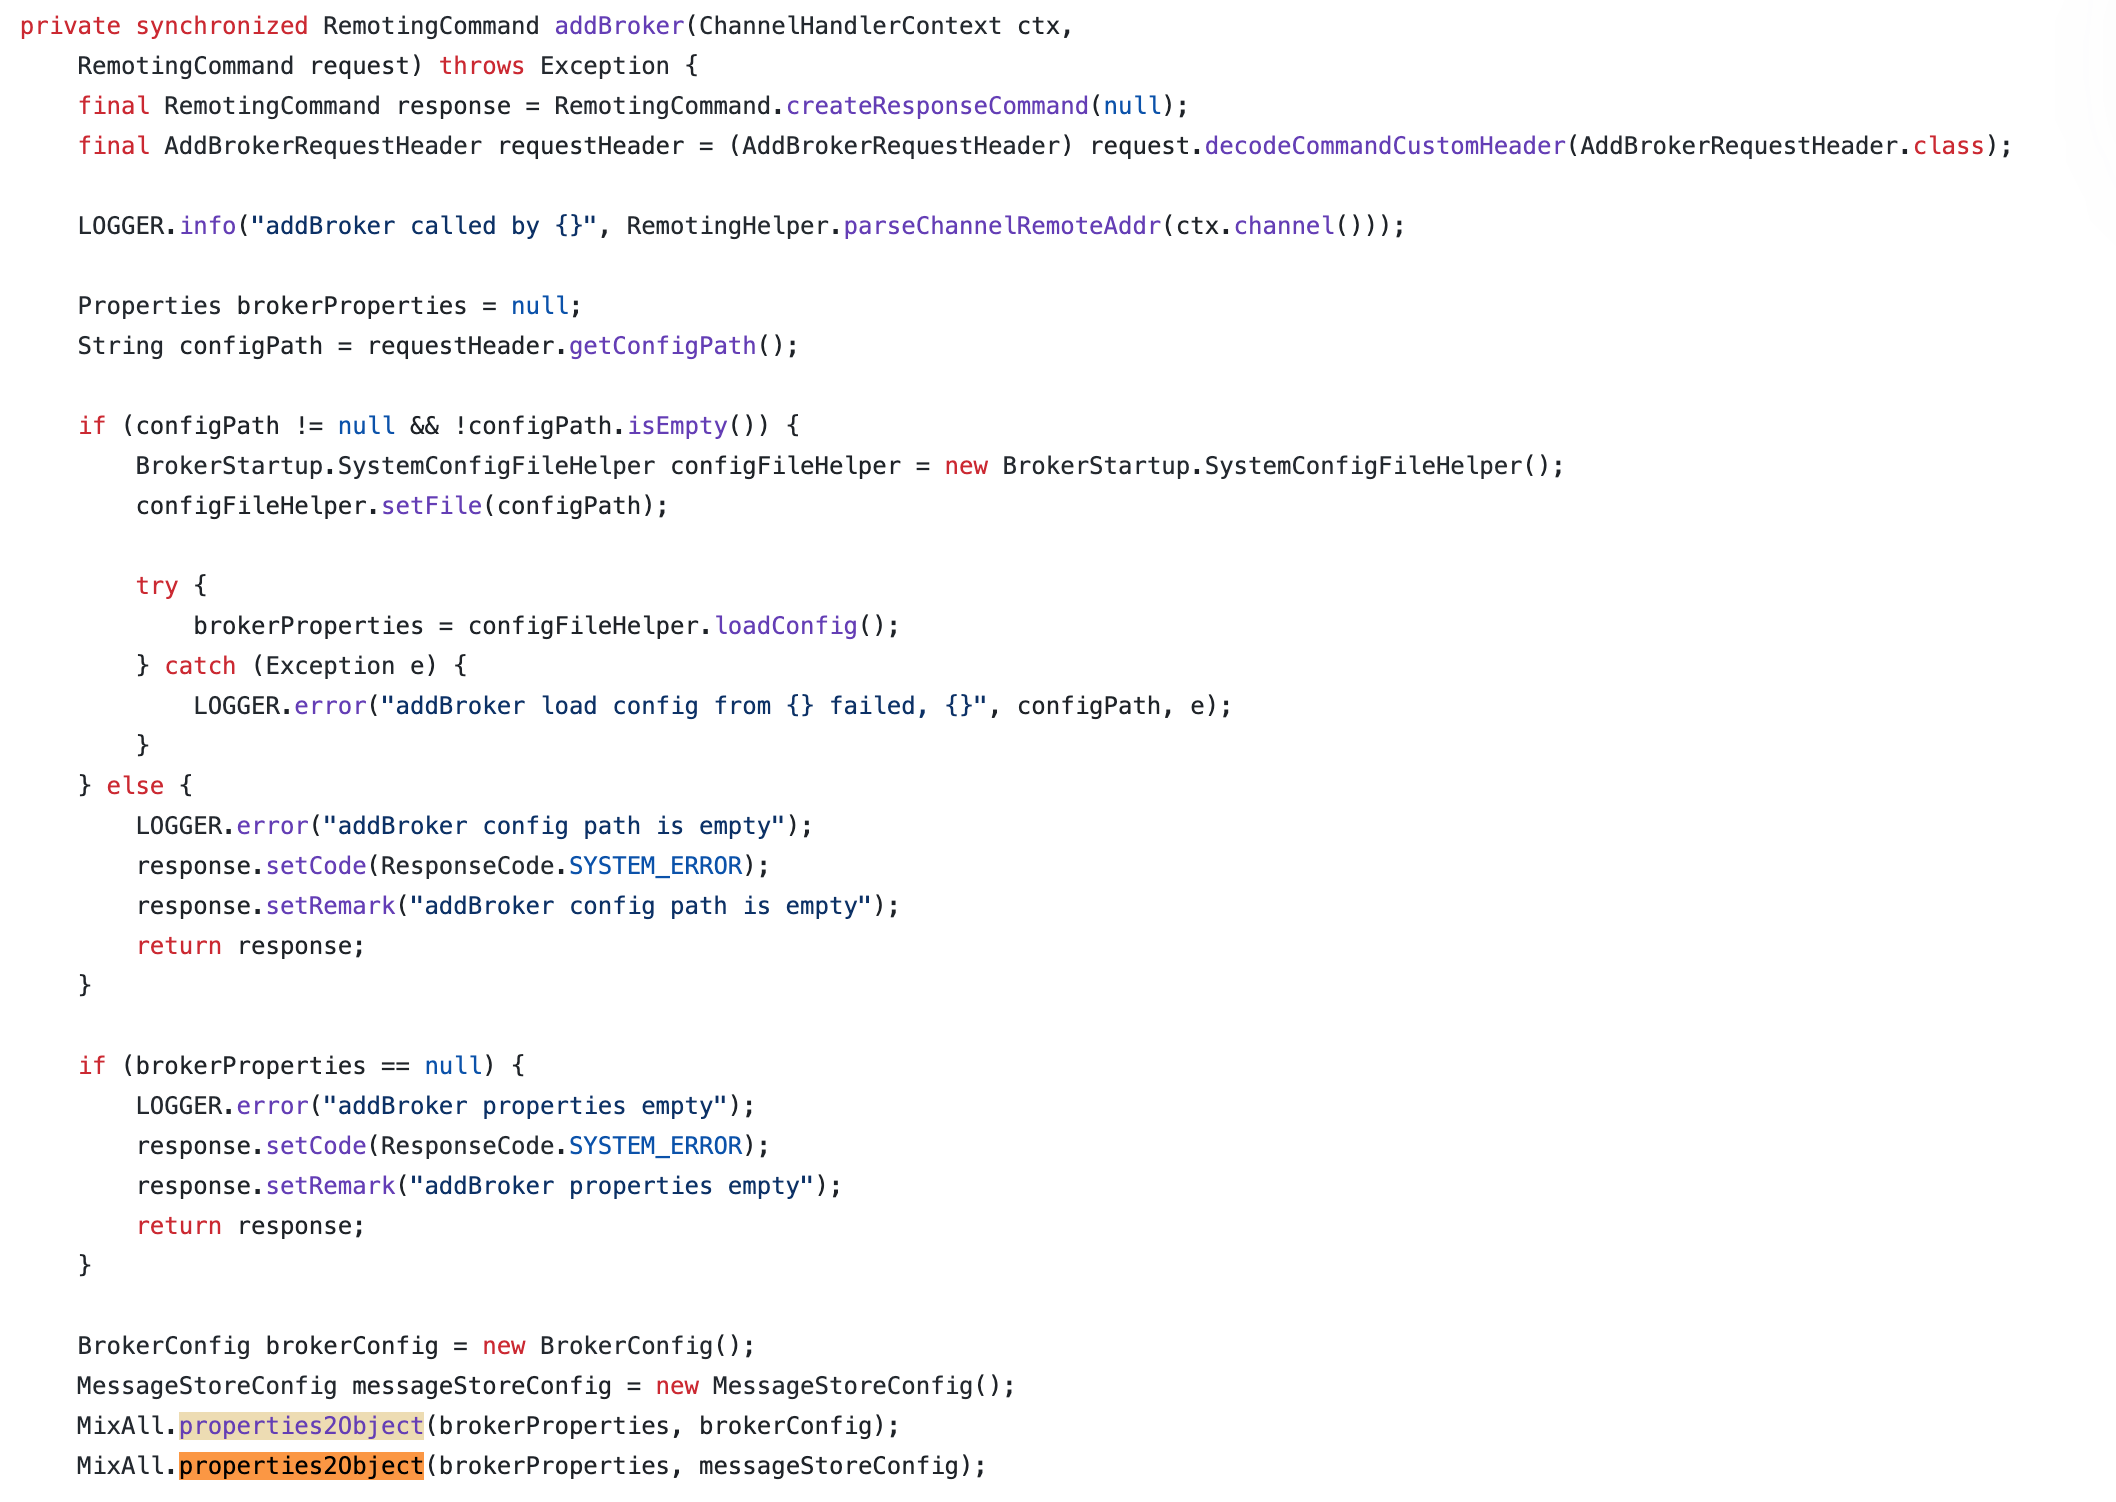 private synchronized RemotingCommand addBroker(ChannelHandlerContext ctx,
    RemotingCommand request) throws Exception {
    final RemotingCommand response = RemotingCommand.createResponseCommand(null);
    final AddBrokerRequestHeader requestHeader = (AddBrokerRequestHeader) request.decodeCommandCustomHeader(AddBrokerRequestHeader.class);

    LOGGER.info("addBroker called by {}", RemotingHelper.parseChannelRemoteAddr(ctx.channel()));

    Properties brokerProperties = null;
    String configPath = requestHeader.getConfigPath();

    if (configPath != null && !configPath.isEmpty()) {
        BrokerStartup.SystemConfigFileHelper configFileHelper = new BrokerStartup.SystemConfigFileHelper();
        configFileHelper.setFile(configPath);

        try {
            brokerProperties = configFileHelper.loadConfig();
        } catch (Exception e) {
            LOGGER.error("addBroker load config from {} failed, {}", configPath, e);
        }
    } else {
        LOGGER.error("addBroker config path is empty");
        response.setCode(ResponseCode.SYSTEM_ERROR);
        response.setRemark("addBroker config path is empty");
        return response;
    }

    if (brokerProperties == null) {
        LOGGER.error("addBroker properties empty");
        response.setCode(ResponseCode.SYSTEM_ERROR);
        response.setRemark("addBroker properties empty");
        return response;
    }

    BrokerConfig brokerConfig = new BrokerConfig();
    MessageStoreConfig messageStoreConfig = new MessageStoreConfig();
    MixAll.properties2Object(brokerProperties, brokerConfig);
    MixAll.properties2Object(brokerProperties, messageStoreConfig);